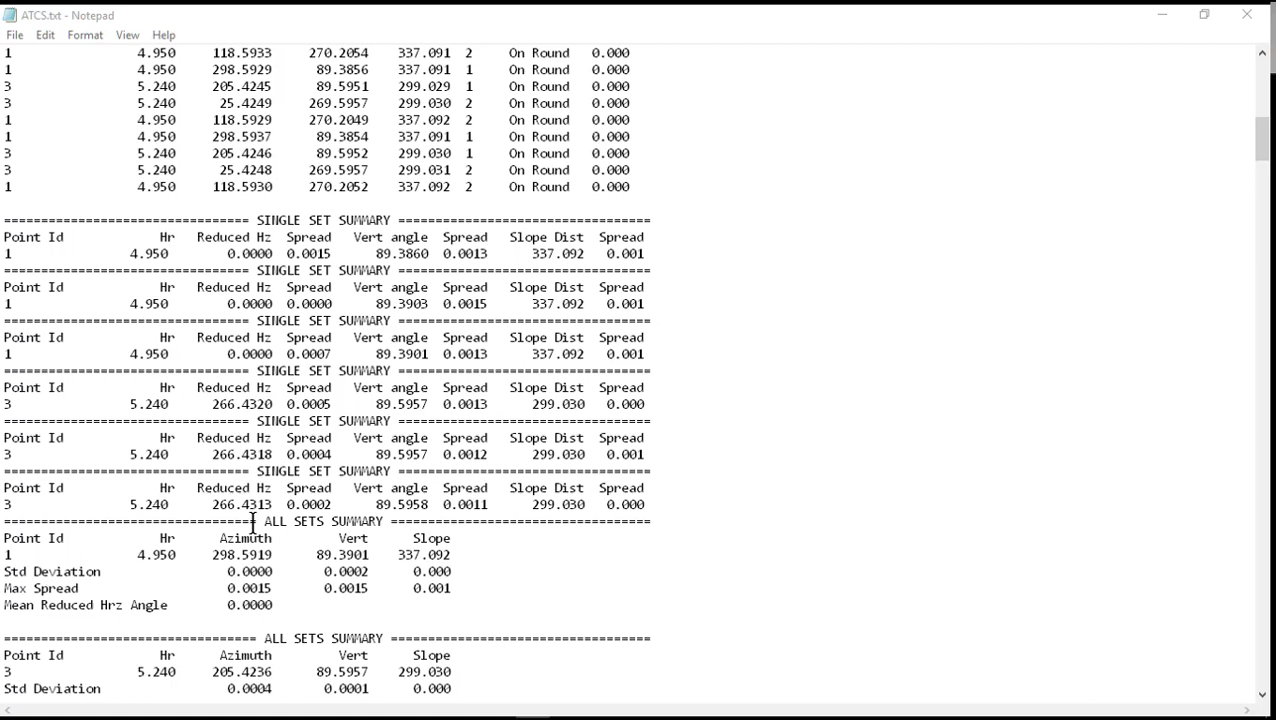 ATCS.txt - Notepad
File Edit Format View Help
1 4.950 118.5933 270.2054 337.091 2 On Round 0.000
1 4.950 298.5929 89.3856 337.091 1 On Round 0.000
3 5.240 205.4245 89.5951 299.029 1 On Round 0.000
3 5.240 25.4249 269.5957 299.030 2 On Round 0.000
1 4.950 118.5929 270.2049 337.092 2 On Round 0.000
1 4.950 298.5937 89.3854 337.091 1 On Round 0.000
3 5.240 205.4246 89.5952 299.030 1 On Round 0.000
3 5.240 25.4248 269.5957 299.031 2 On Round 0.000
1 4.950 118.5930 270.2052 337.092 2 On Round 0.000
================================= SINGLE SET SUMMARY ==================================
Point Id Hr Reduced Hz Spread Vert angle Spread Slope Dist Spread
1 4.950 0.0000 0.0015 89.3860 0.0013 337.092 0.001
================================= SINGLE SET SUMMARY ==================================
Point Id Hr Reduced Hz Spread Vert angle Spread Slope Dist Spread
1 4.950 0.0000 0.0000 89.3903 0.0015 337.092 0.001
================================= SINGLE SET SUMMARY ==================================
Point Id Hr Reduced Hz Spread Vert angle Spread Slope Dist Spread
1 4.950 0.0000 0.0007 89.3901 0.0013 337.092 0.001
================================= SINGLE SET SUMMARY ==================================
Point Id Hr Reduced Hz Spread Vert angle Spread Slope Dist Spread
3 5.240 266.4320 0.0005 89.5957 0.0013 299.030 0.000
================================= SINGLE SET SUMMARY ==================================
Point Id Hr Reduced Hz Spread Vert angle Spread Slope Dist Spread
3 5.240 266.4318 0.0004 89.5957 0.0012 299.030 0.001
================================= SINGLE SET SUMMARY ==================================
Point Id Hr Reduced Hz Spread Vert angle Spread Slope Dist Spread
3 5.240 266.4313 0.0002 89.5958 0.0011 299.030 0.000
================================== ALL SETS SUMMARY ===================================
Point Id Hr Azimuth Vert Slope
1 4.950 298.5919 89.3901 337.092
Std Deviation 0.0000 0.0002 0.000
Max Spread 0.0015 0.0015 0.001
Mean Reduced Hrz Angle 0.0000
================================== ALL SETS SUMMARY ===================================
Point Id Hr Azimuth Vert Slope
3 5.240 205.4236 89.5957 299.030
Std Deviation 0.0004 0.0001 0.000